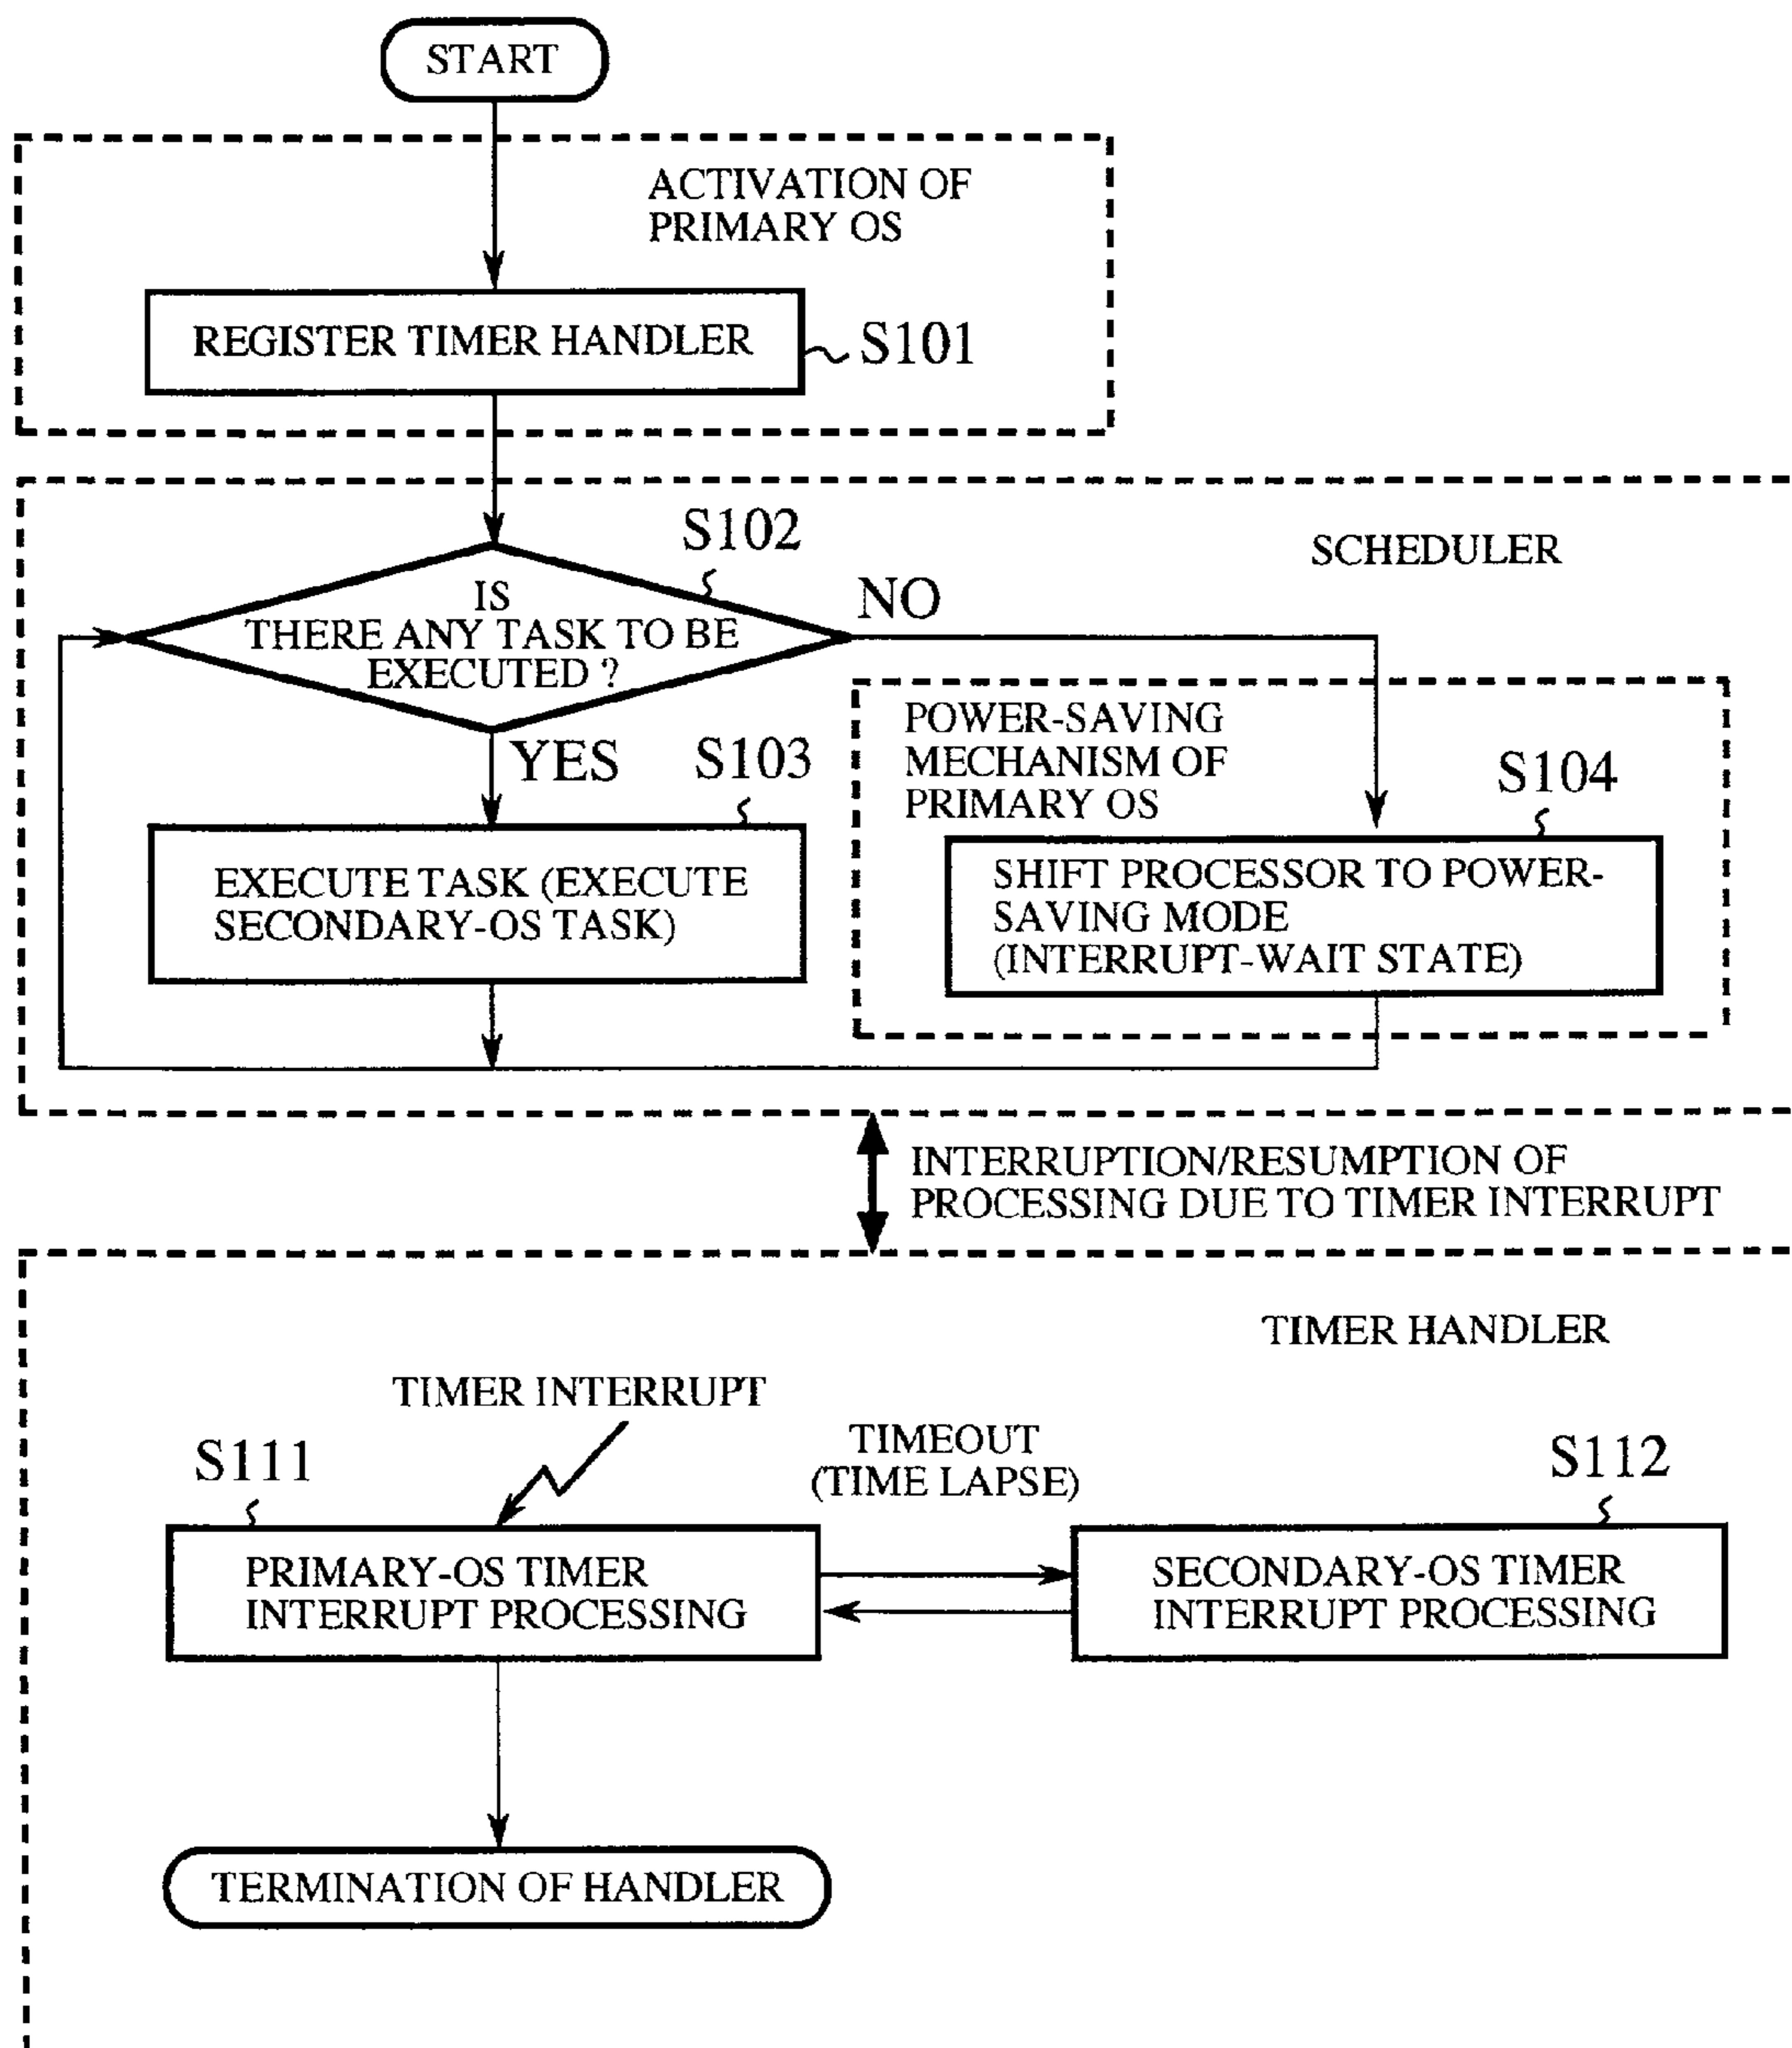 START
ACTIVATION OF
PRIMARY OS
REGISTER TIMER HANDLER
S101
S102
SCHEDULER
IS
THERE ANY TASK TO BE
EXECUTED ?
NO
YES
S103
POWER-SAVING
MECHANISM OF
PRIMARY OS
S104
EXECUTE TASK (EXECUTE
SECONDARY-OS TASK)
SHIFT PROCESSOR TO POWER-
SAVING MODE
(INTERRUPT-WAIT STATE)
INTERRUPTION/RESUMPTION OF
PROCESSING DUE TO TIMER INTERRUPT
TIMER HANDLER
TIMER INTERRUPT
S111
TIMEOUT
(TIME LAPSE)
S112
PRIMARY-OS TIMER
INTERRUPT PROCESSING
SECONDARY-OS TIMER
INTERRUPT PROCESSING
TERMINATION OF HANDLER